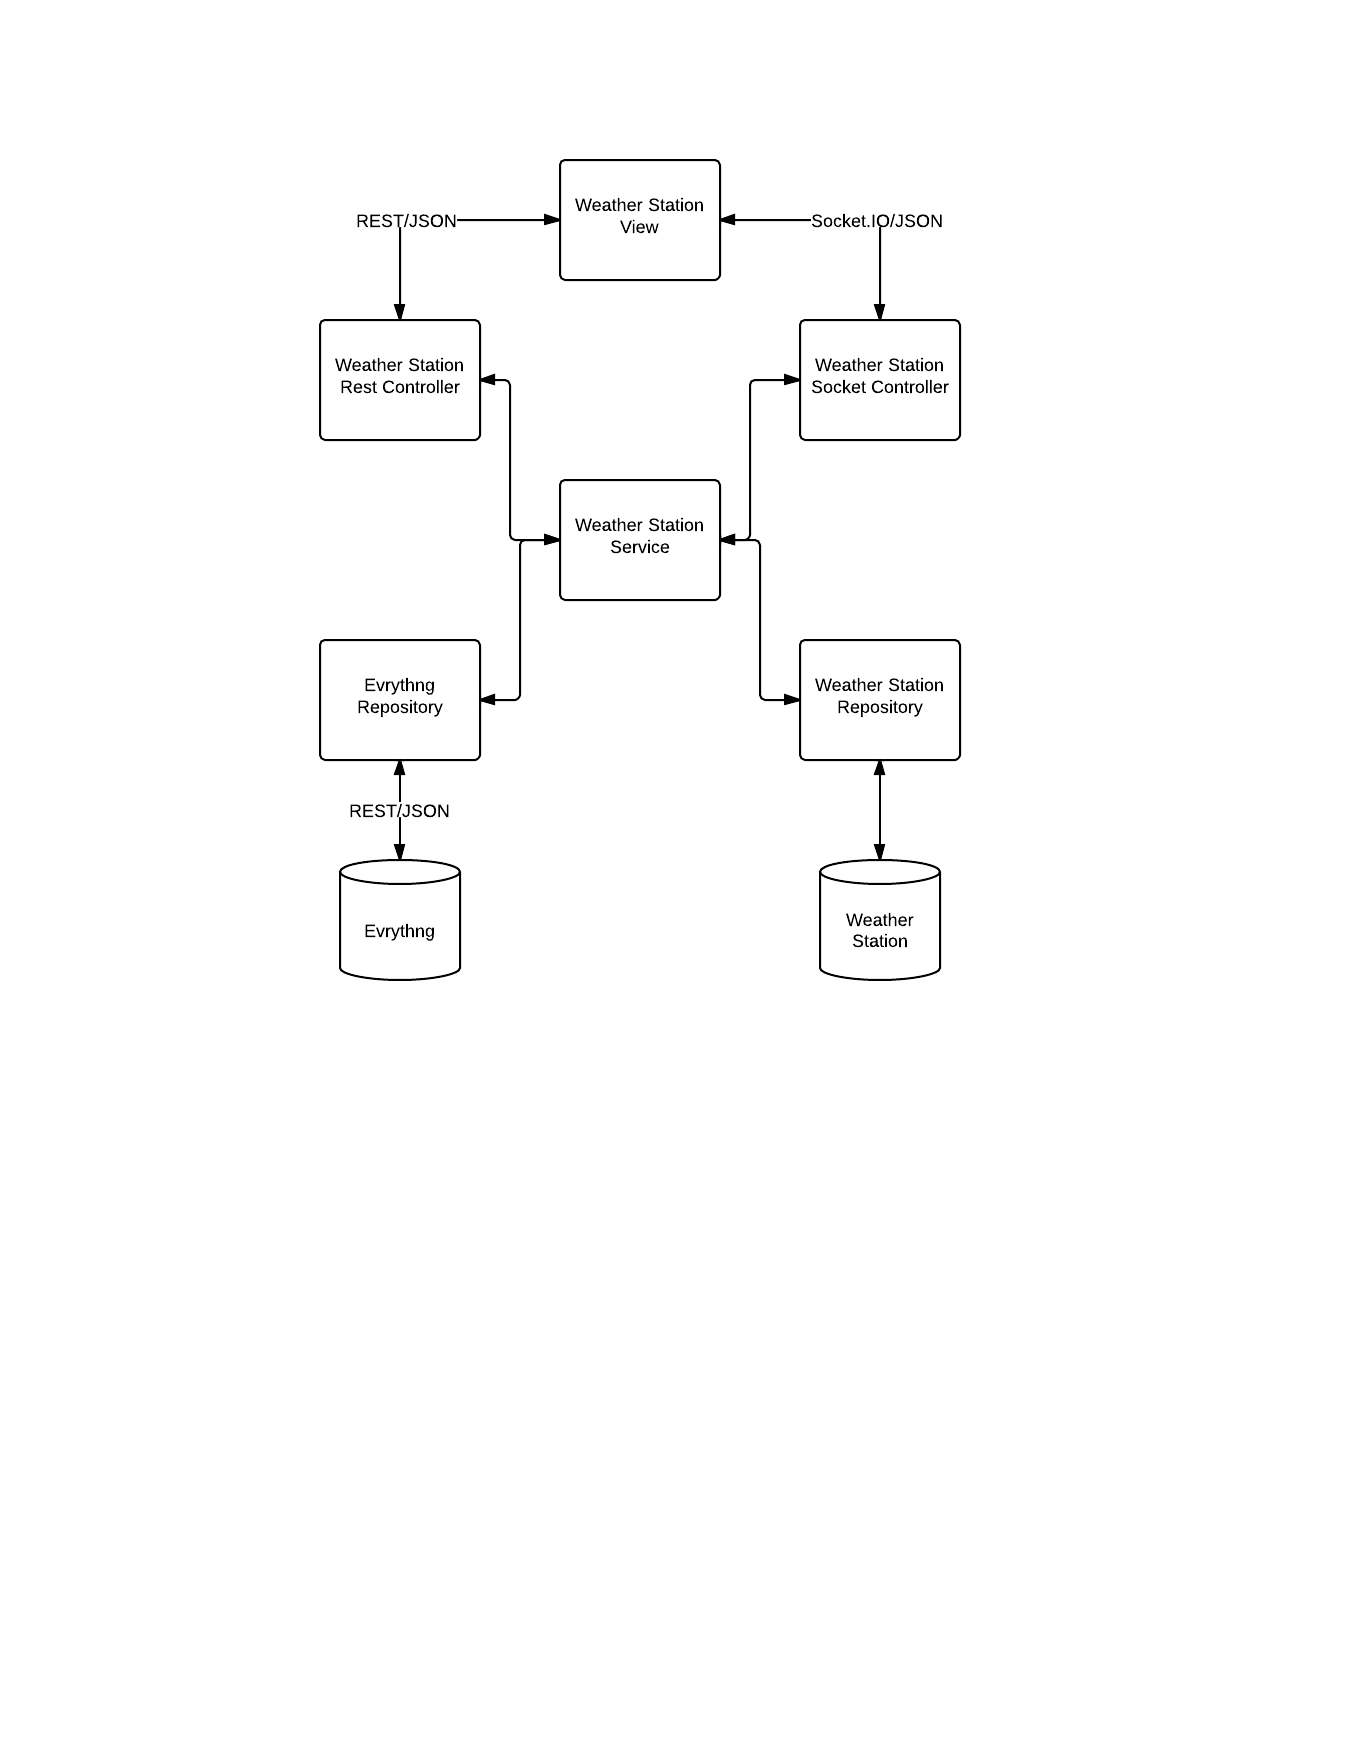 Weather Station
View
REST/JSON
Socket.IO/JSON
Weather Station
Rest Controller
Weather Station
Socket Controller
Weather Station
Service
Evrythng
Repository
Weather Station
Repository
REST/JSON
Evrythng
Weather
Station